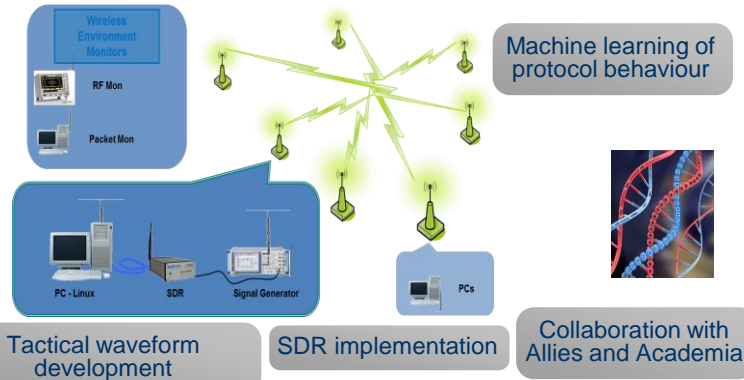 Wireless
Environment
Monitors
RF Mon
Packet Mon
Machine learning of
protocol behaviour
PC - Linux
SDR
Signal Generator
PCs
Tactical waveform
development
SDR implementation
Collaboration with
Allies and Academia